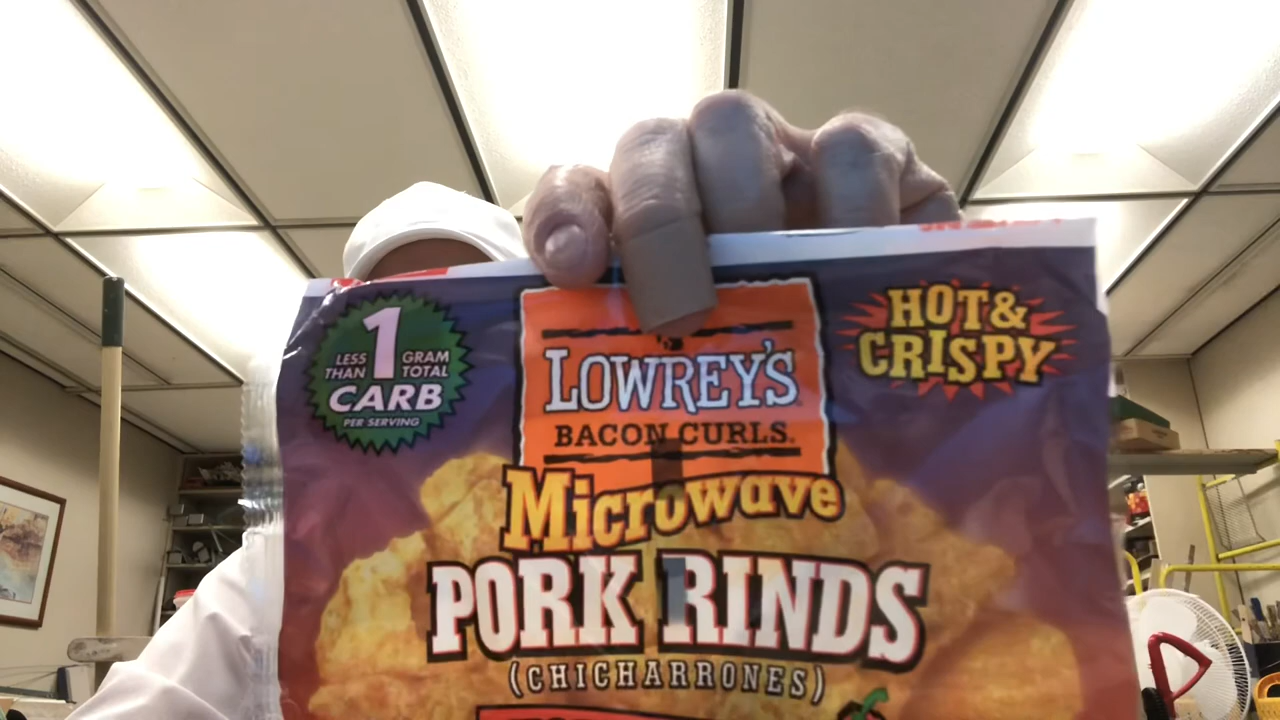 LESS THAN 1 GRAM TOTAL
CARB
PER SERVING
LOWREY'S
BACON CURLS.
HOT &
CRISPY
Microwave
PORK RINDS
(CHICHARRONES)